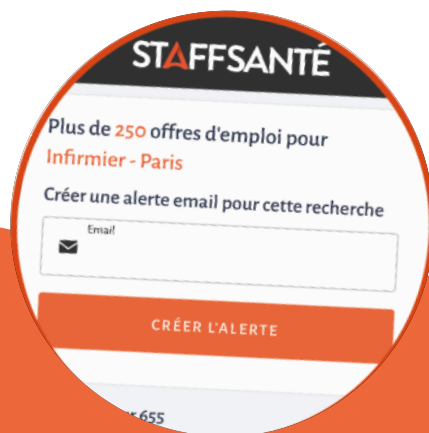 STAFFSANTÉ
Plus de 250 offres d'emploi pour
Infirmier - Paris
Créer une alerte email pour cette recherche
Email
CRÉER L'ALERTE
655